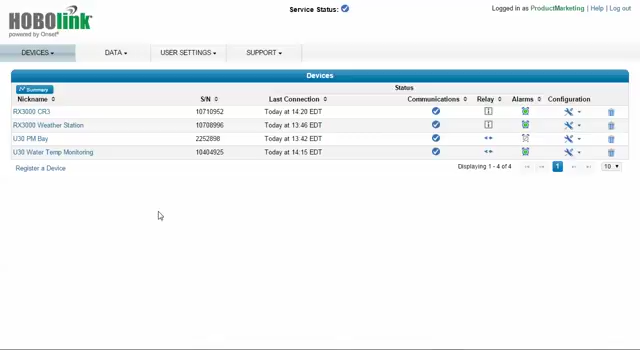 Service Status:
Logged in as ProductMarketing | Help | Log out
HOBOlink
powered by Onset®
DEVICES
DATA
USER SETTINGS
SUPPORT
Devices
Summary
Status
Nickname S/N Last Connection Communications Relay Alarms Configuration
RX3000 CR3 10710952 Today at 14:20 EDT
RX3000 Weather Station 10708996 Today at 13:46 EDT
U30 PM Bay 2252898 Today at 13:42 EDT
U30 Water Temp Monitoring 10404925 Today at 14:15 EDT
Register a Device
Displaying 1 - 4 of 4 1 10